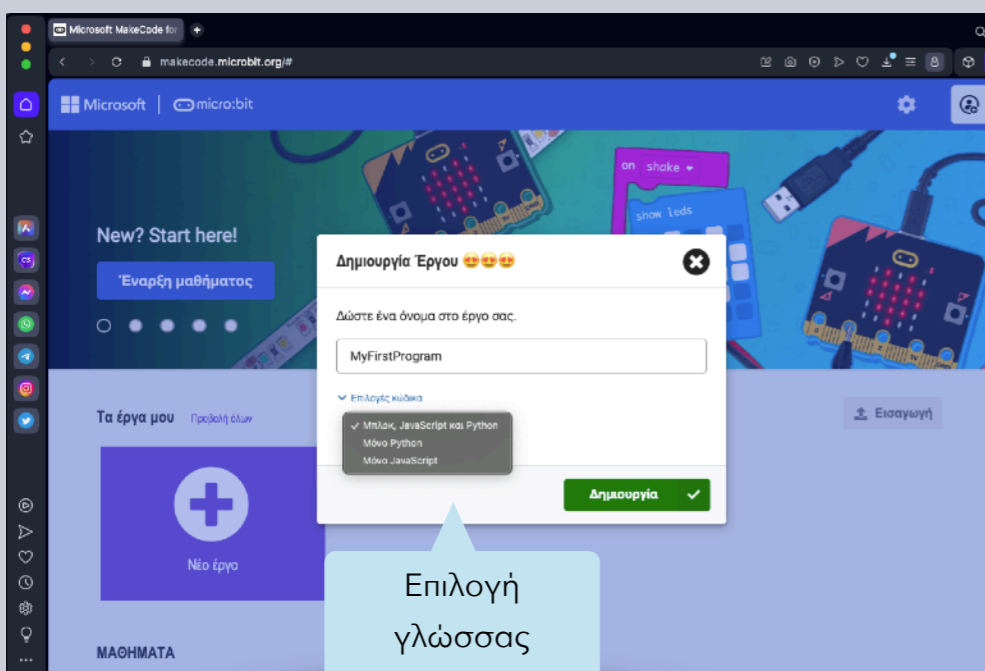 Microsoft MakeCode for
makecode.microbit.org/#
Microsoft | micro:bit
on shake
show leds
New? Start here!
Έναρξη μαθήματος
Δημιουργία Έργου 😍😍😍
Δώστε ένα όνομα στο έργο σας.
MyFirstProgram
Επιλογές κώδικα
✓ Μπλοκ, JavaScript και Python
Μόνο Python
Μόνο JavaScript
Δημιουργία
Τα έργα μου Προβολή όλων
Εισαγωγή
Νέο έργο
Επιλογή
γλώσσας
ΜΑΘΗΜΑΤΑ